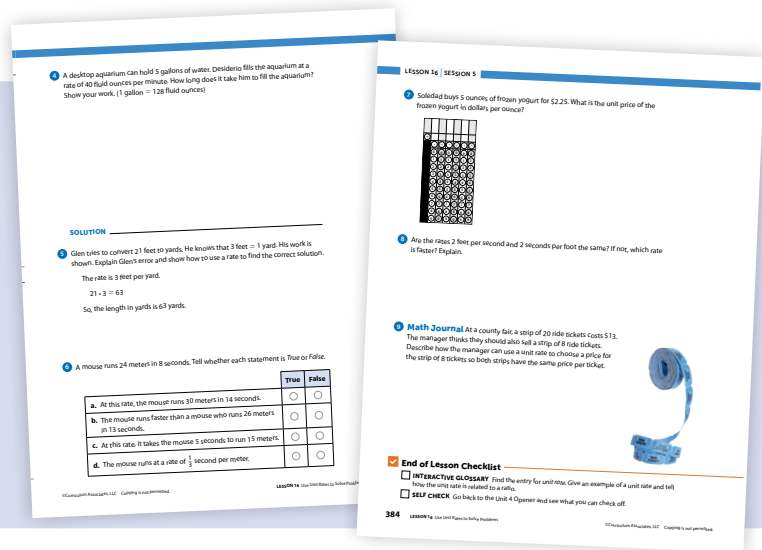 4 A desktop aquarium can hold 5 gallons of water. Desiderio fills the aquarium at a
rate of 40 fluid ounces per minute. How long does it take him to fill the aquarium?
Show your work. (1 gallon = 128 fluid ounces)
SOLUTION
5 Glen tries to convert 21 feet to yards. He knows that 3 feet = 1 yard. His work is
shown. Explain Glen's error and show how to use a rate to find the correct solution.
The rate is 3 feet per yard.
21 • 3 = 63
So, the length in yards is 63 yards.
6 A mouse runs 24 meters in 8 seconds. Tell whether each statement is True or False.
True False
a. At this rate, the mouse runs 30 meters in 14 seconds.
b. The mouse runs faster than a mouse who runs 26 meters
in 13 seconds.
c. At this rate, it takes the mouse 5 seconds to run 15 meters.
d. The mouse runs at a rate of 1/3 second per meter.
©Curriculum Associates, LLC Copying is not permitted.
LESSON 16 Use Unit Rates to Solve
LESSON 16 | SESSION 5
7 Soledad buys 5 ounces of frozen yogurt for $2.25. What is the unit price of the
frozen yogurt in dollars per ounce?
8 Are the rates 2 feet per second and 2 seconds per foot the same? If not, which rate
is faster? Explain.
9 Math Journal At a county fair, a strip of 20 ride tickets costs $13.
The manager thinks they should also sell a strip of 8 ride tickets.
Describe how the manager can use a unit rate to choose a price for
the strip of 8 tickets so both strips have the same price per ticket.
End of Lesson Checklist
INTERACTIVE GLOSSARY Find the entry for unit rate. Give an example of a unit rate and tell
how the unit rate is related to a ratio.
SELF CHECK Go back to the Unit 4 Opener and see what you can check off.
384 LESSON 16 Use Unit Rates to Solve Problems
©Curriculum Associates, LLC Copying is not permitted.